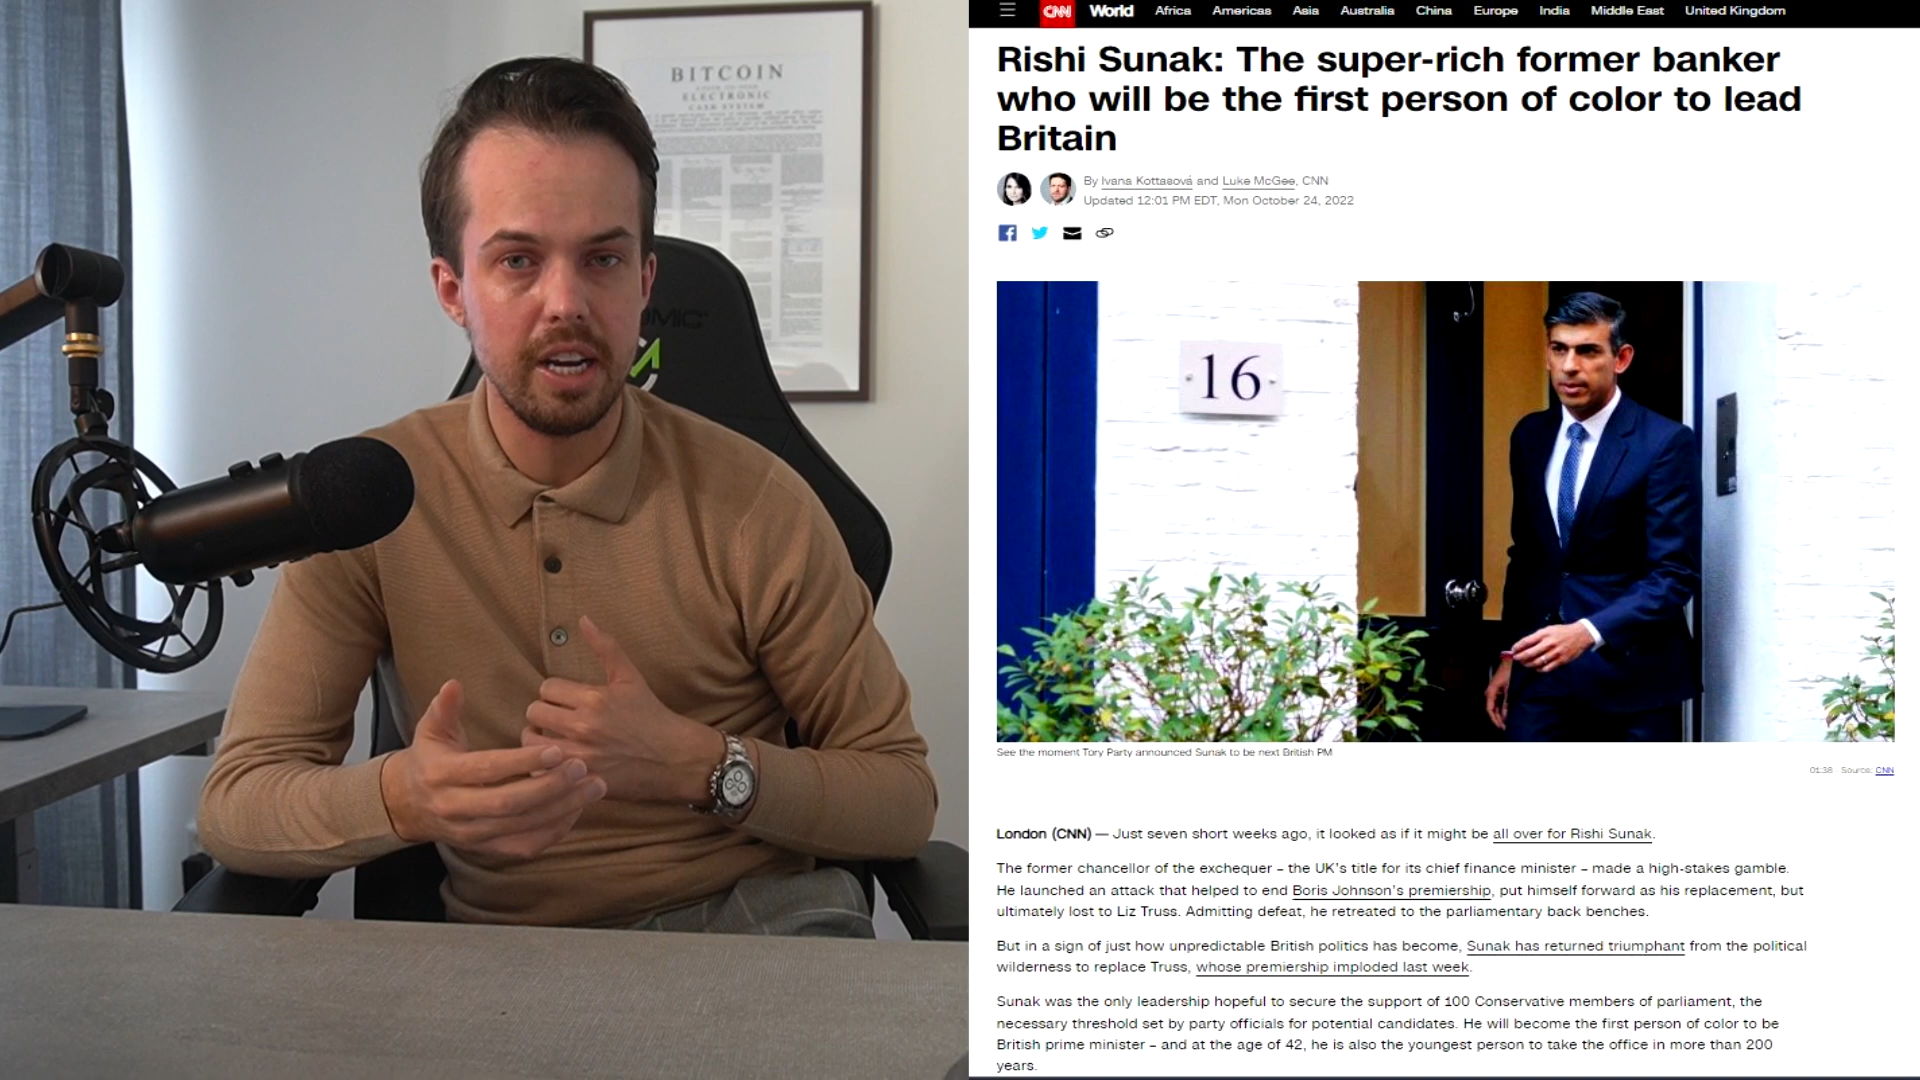 BITCOIN
ELECTRONIC
CASH SYSTEM
CNN World Africa Americas Asia Australia China Europe India Middle East United Kingdom
Rishi Sunak: The super-rich former banker
who will be the first person of color to lead
Britain
By Ivana Kottasová and Luke McGee, CNN
Updated 12:01 PM EDT, Mon October 24, 2022
16
See the moment Tory Party announced Sunak to be next British PM
01:38 Source: CNN
London (CNN) — Just seven short weeks ago, it looked as if it might be all over for Rishi Sunak.
The former chancellor of the exchequer – the UK's title for its chief finance minister – made a high-stakes gamble.
He launched an attack that helped to end Boris Johnson's premiership, put himself forward as his replacement, but
ultimately lost to Liz Truss. Admitting defeat, he retreated to the parliamentary back benches.
But in a sign of just how unpredictable British politics has become, Sunak has returned triumphant from the political
wilderness to replace Truss, whose premiership imploded last week.
Sunak was the only leadership hopeful to secure the support of 100 Conservative members of parliament, the
necessary threshold set by party officials for potential candidates. He will become the first person of color to be
British prime minister – and at the age of 42, he is also the youngest person to take the office in more than 200
years.